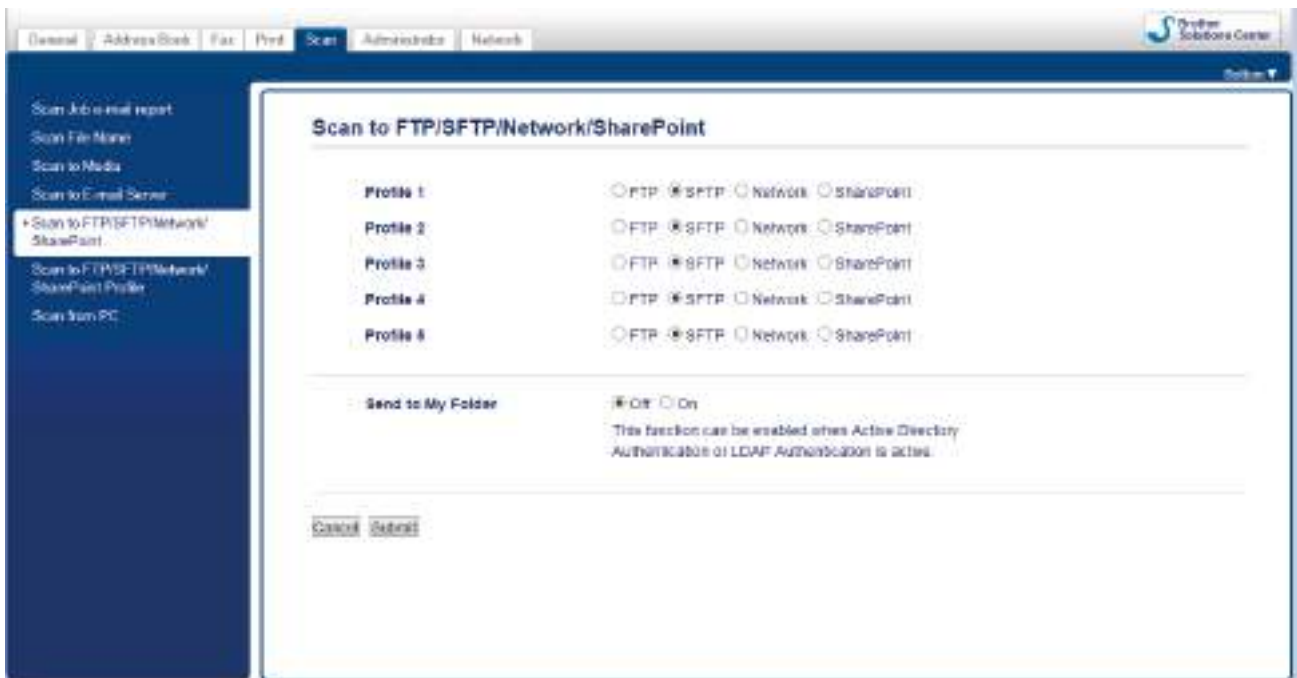 General Address Book Fax Print Scan Administrator Network
Brother
Solutions Center
Bottom▼
Scan Job e-mail report
Scan File Name
Scan to Media
Scan to E-mail Server
Scan to FTP/SFTP/Network/
SharePoint
Scan to FTP/SFTP/Network/
SharePoint Profile
Scan from PC
Scan to FTP/SFTP/Network/SharePoint
Profile 1 FTP SFTP Network SharePoint
Profile 2 FTP SFTP Network SharePoint
Profile 3 FTP SFTP Network SharePoint
Profile 4 FTP SFTP Network SharePoint
Profile 5 FTP SFTP Network SharePoint
Send to My Folder Off On
This function can be enabled when Active Directory
Authentication or LDAP Authentication is active.
Cancel Submit